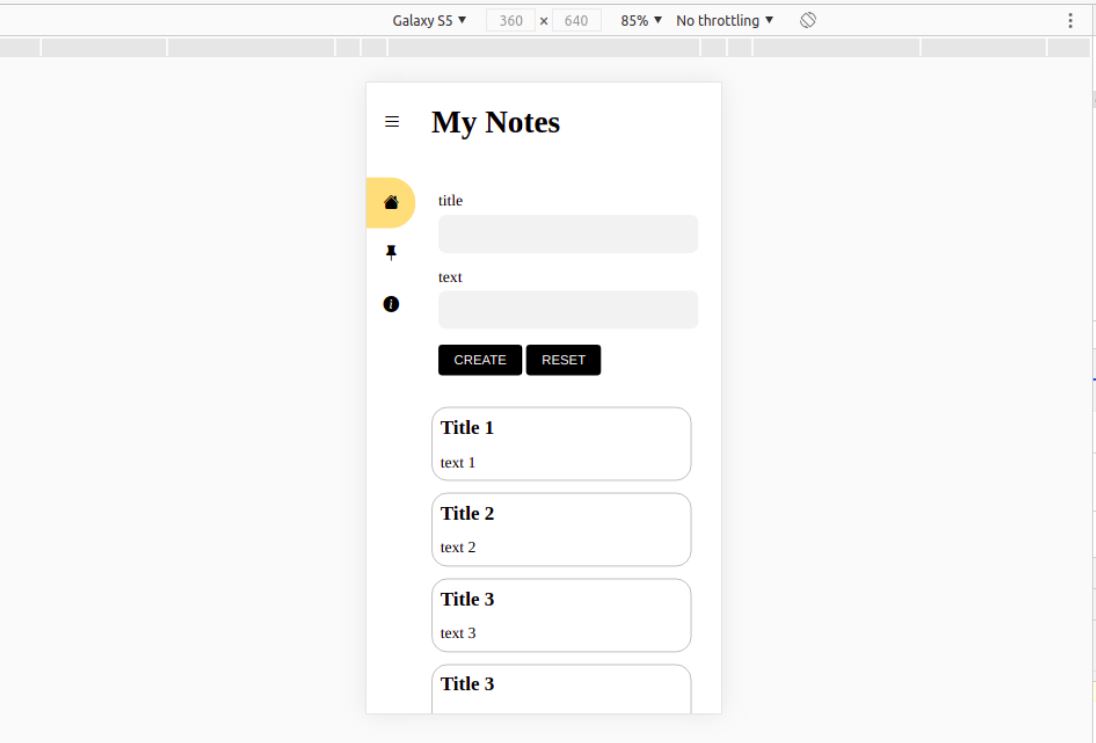 Galaxy S5 ▼ 360 × 640 85% ▼ No throttling ▼
My Notes
title
text
CREATE RESET
Title 1
text 1
Title 2
text 2
Title 3
text 3
Title 3